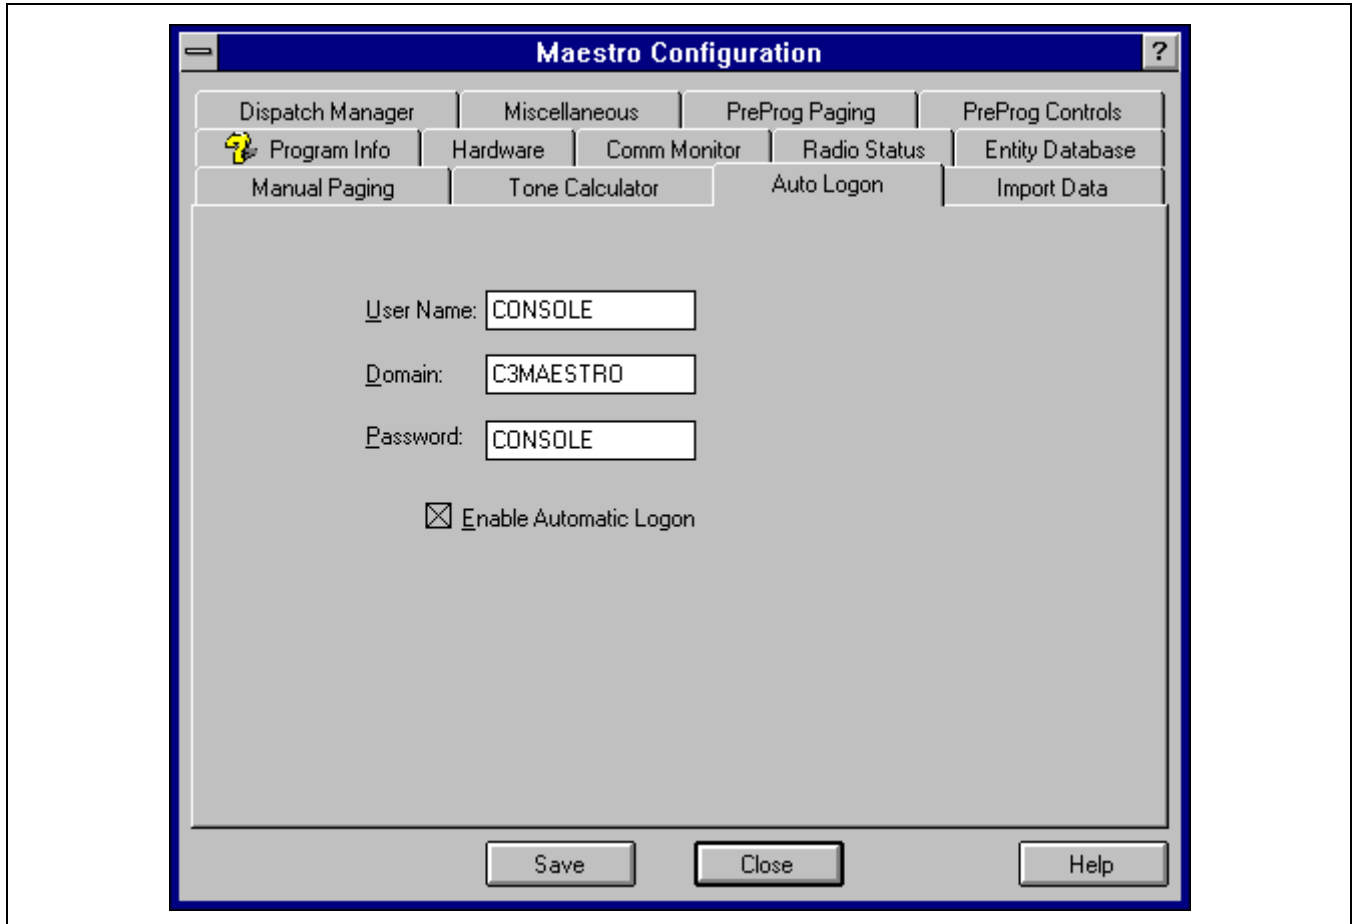 Maestro Configuration ?
Dispatch Manager Miscellaneous PreProg Paging PreProg Controls
Program Info Hardware Comm Monitor Radio Status Entity Database
Manual Paging Tone Calculator Auto Logon Import Data
User Name: CONSOLE
Domain: C3MAESTRO
Password: CONSOLE
Enable Automatic Logon
Save Close Help